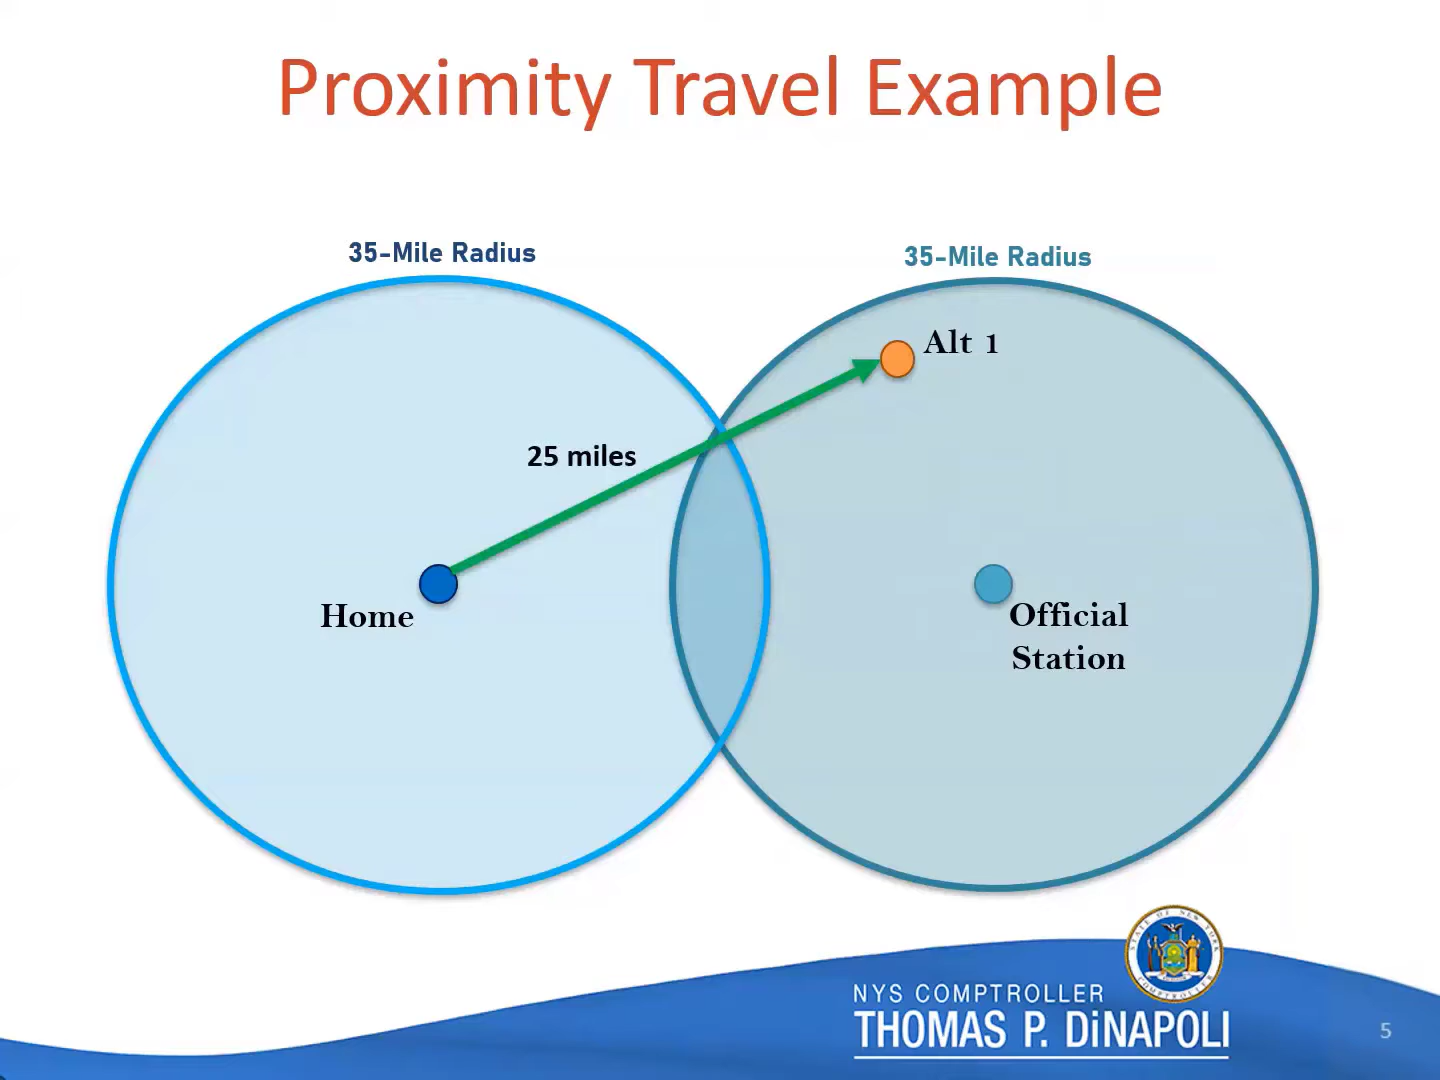 Proximity Travel Example
35-Mile Radius
35-Mile Radius
Alt 1
25 miles
Home
Official
Station
NYS COMPTROLLER
THOMAS P. DiNAPOLI
5